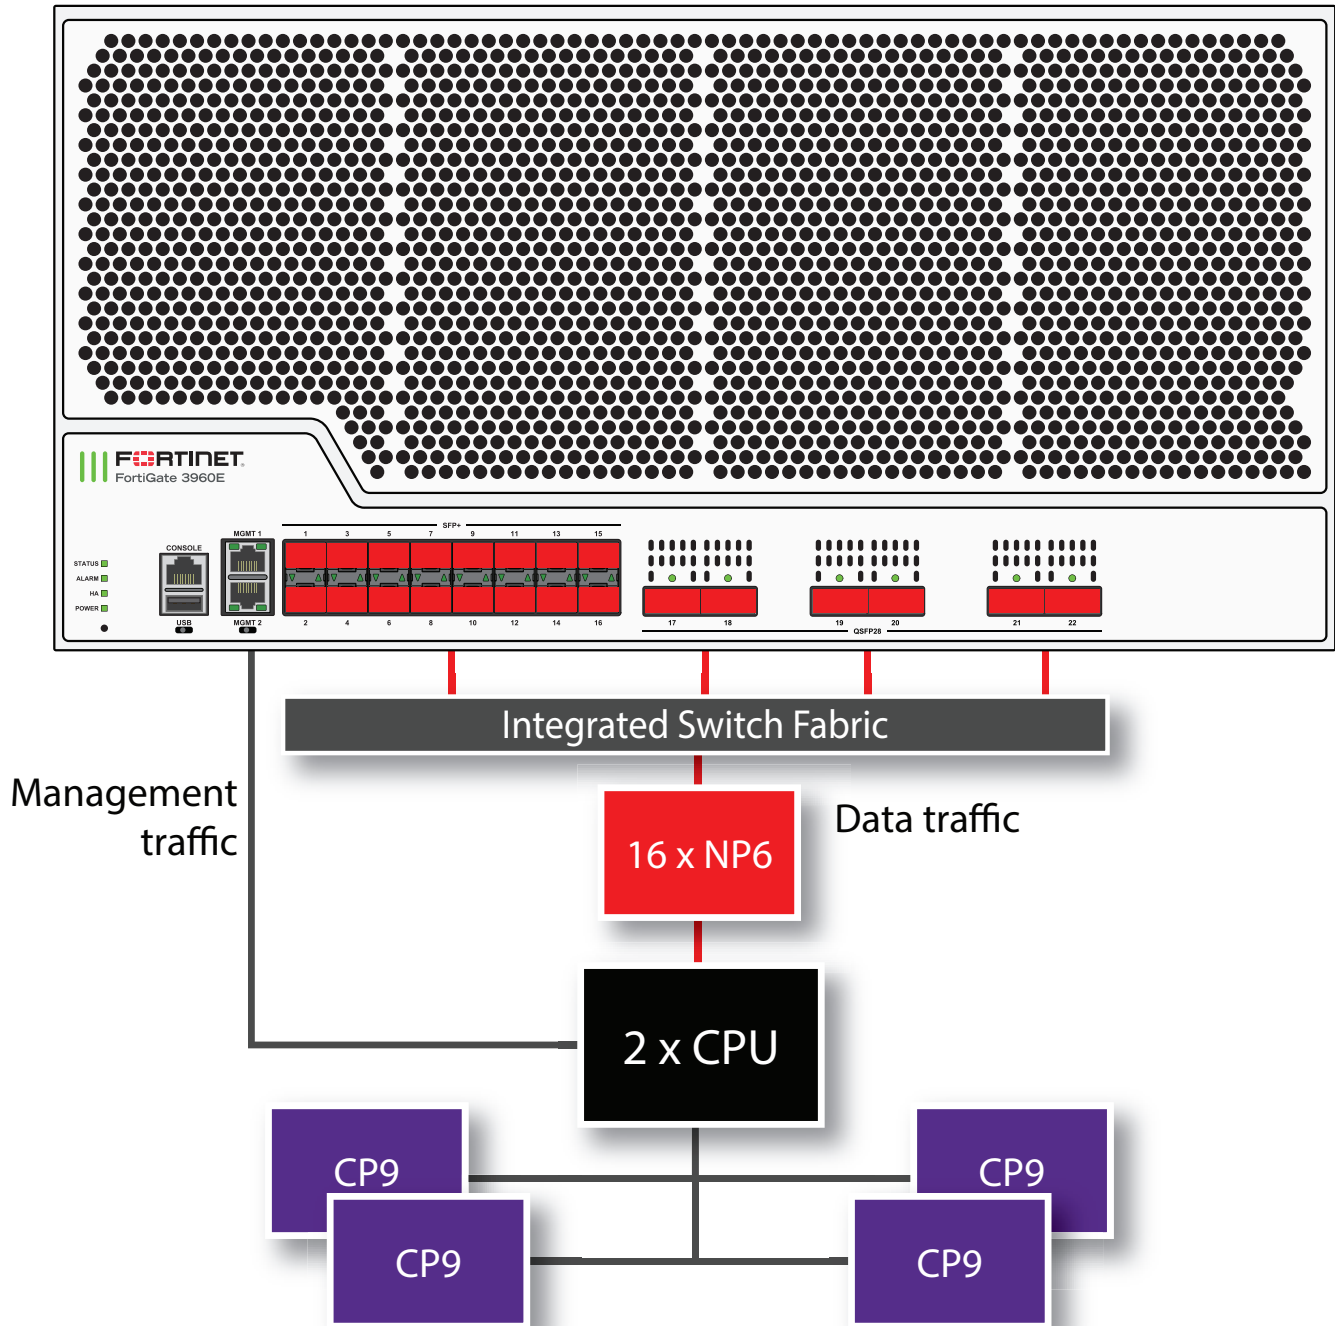 FORTINET
FortiGate 3960E
STATUS
ALARM
HA
POWER
CONSOLE
USB
MGMT 1
MGMT 2
SFP+
1 3 5 7 9 11 13 15
2 4 6 8 10 12 14 16
17 18 19 20 21 22
QSFP28
Integrated Switch Fabric
Management
traffic
Data traffic
16 x NP6
2 x CPU
CP9
CP9
CP9
CP9